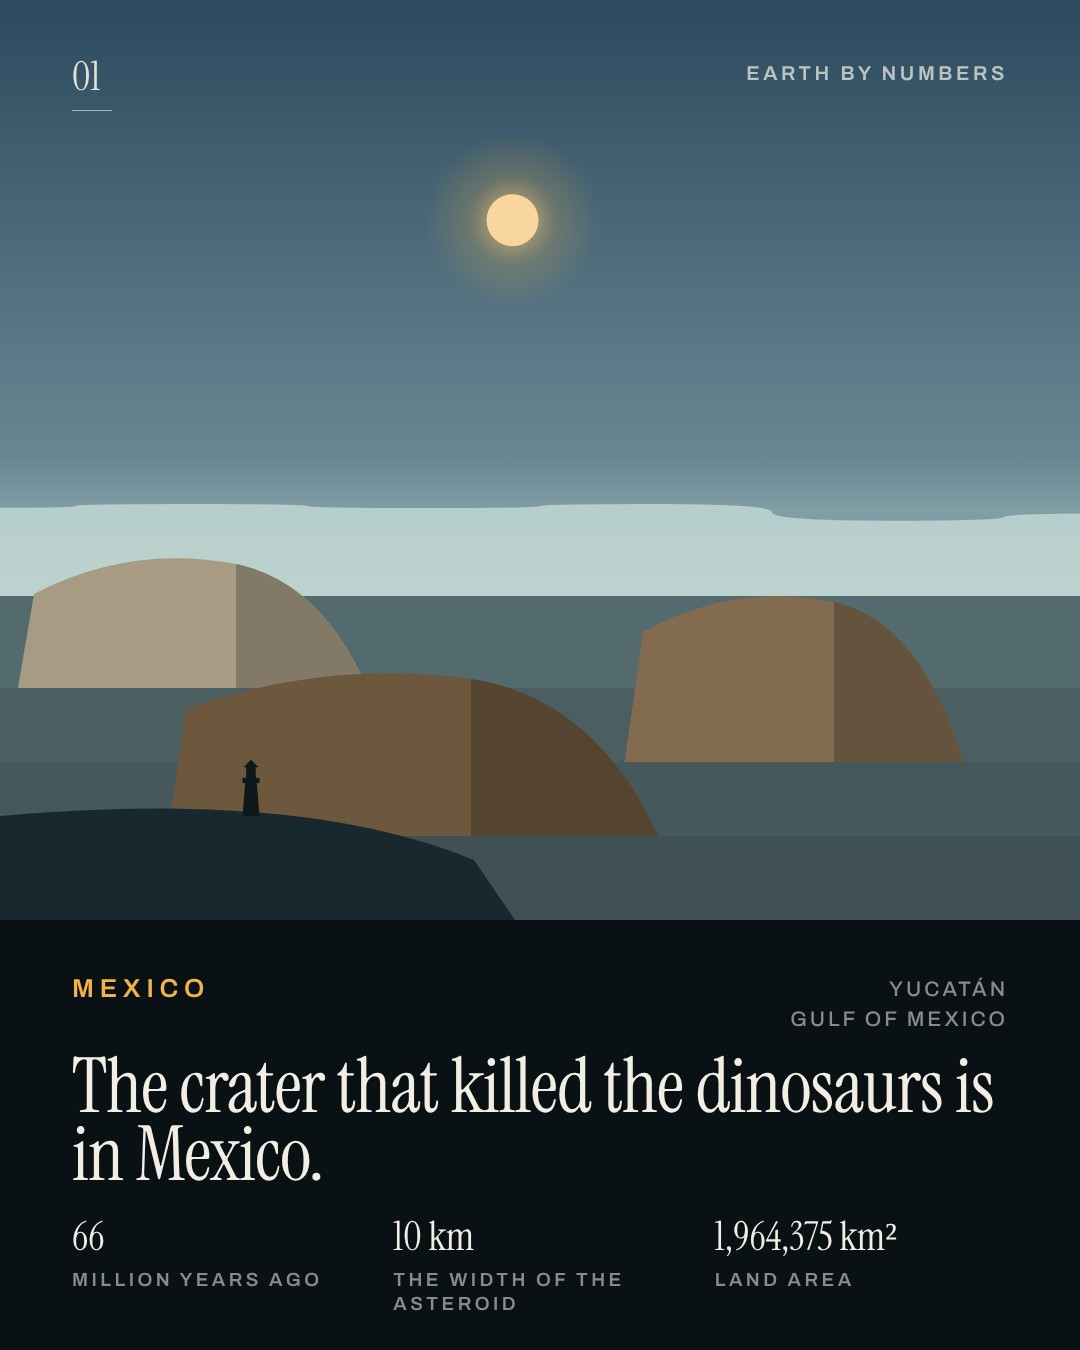 01
EARTH BY NUMBERS
MEXICO
YUCATÁN
GULF OF MEXICO
The crater that killed the dinosaurs is
in Mexico.
66
MILLION YEARS AGO
10 km
THE WIDTH OF THE
ASTEROID
1,964,375 km²
LAND AREA